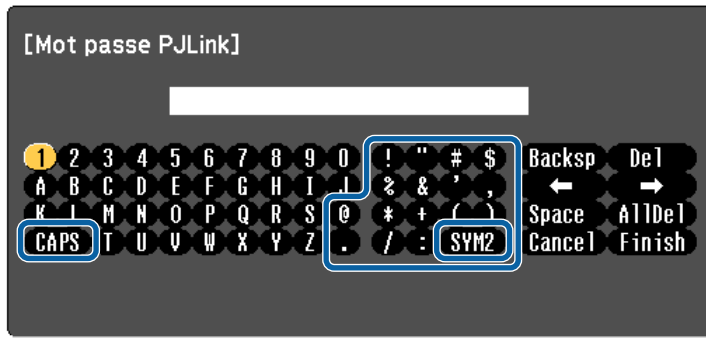 [Mot passe PJLink]
1 2 3 4 5 6 7 8 9 0 ! " # $ Backsp Del
A B C D E F G H I J % & ' , ← →
K L M N O P Q R S @ * + ( ) Space AllDel
CAPS T U V W X Y Z . / : SYM2 Cancel Finish